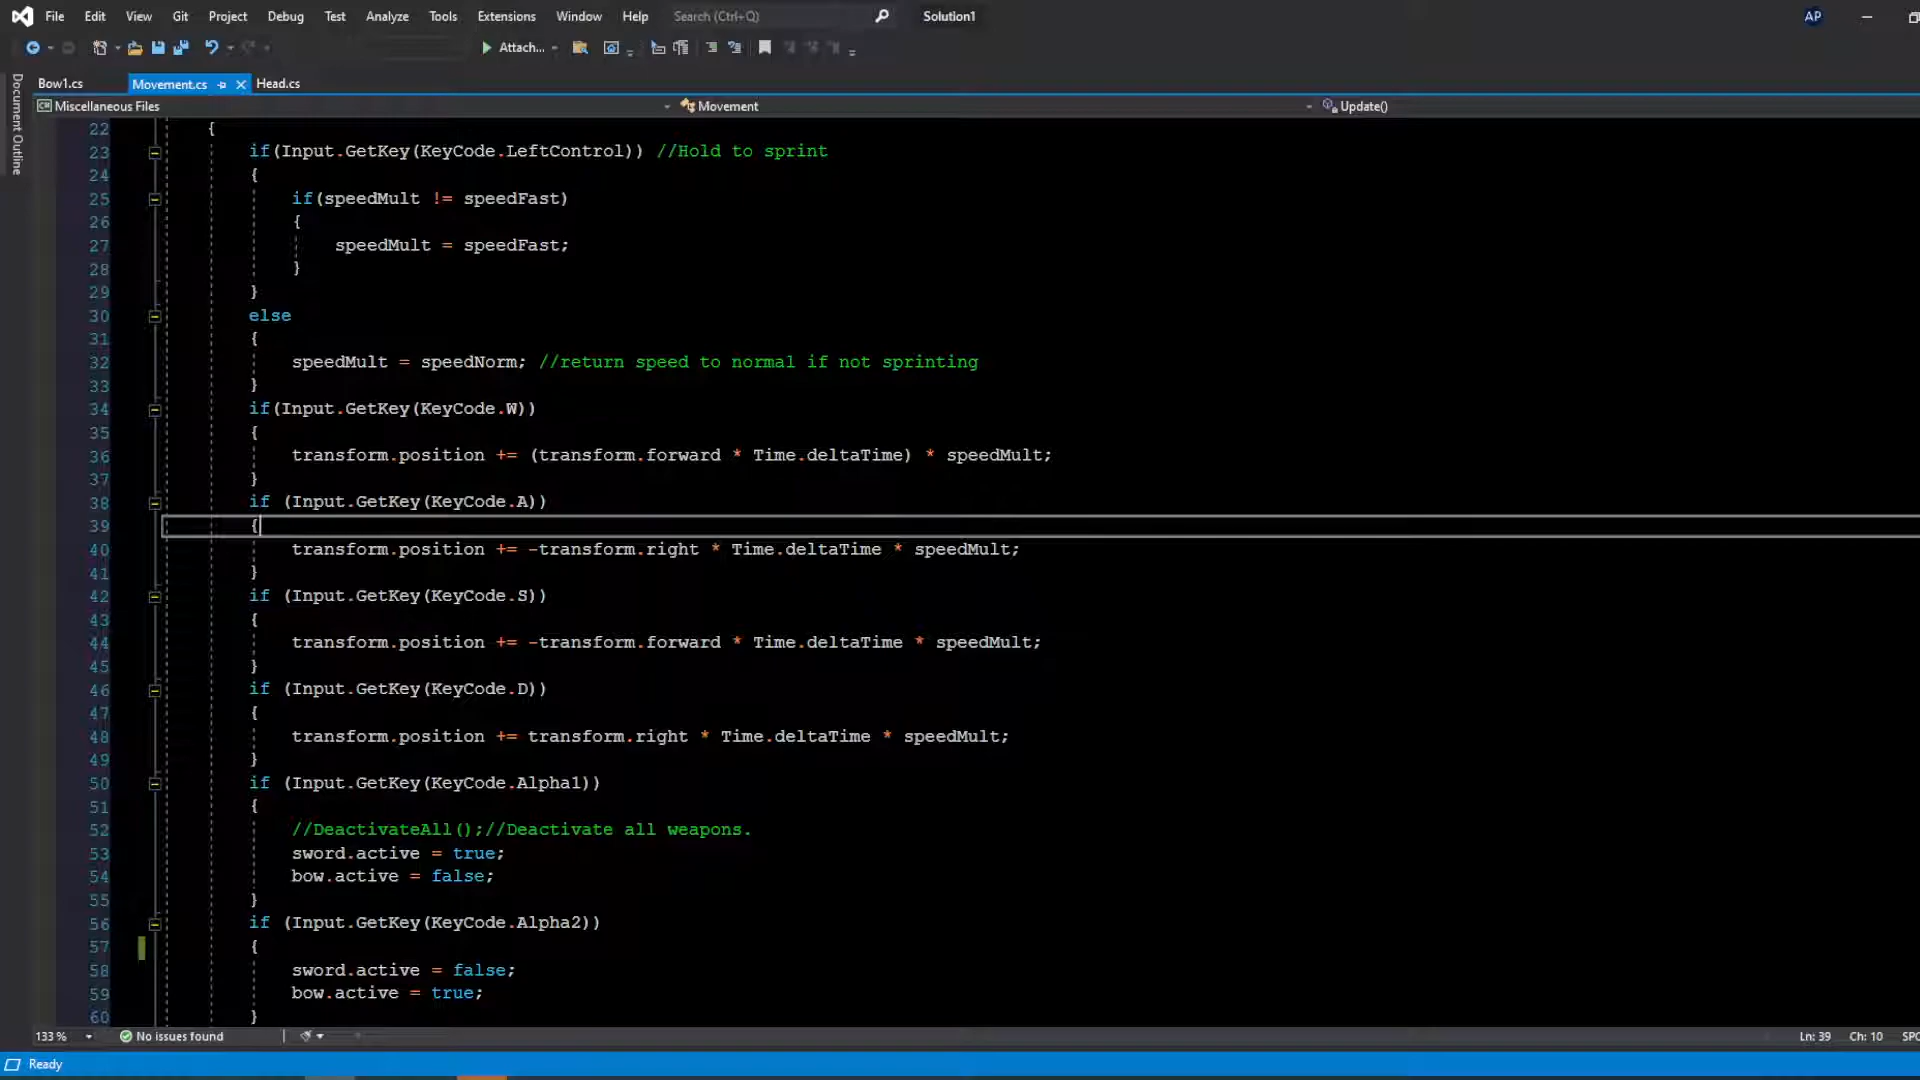 File Edit View Git Project Debug Test Analyze Tools Extensions Window Help Search (Ctrl+Q) Solution1 AP
Attach...
Bow1.cs Movement.cs Head.cs
Document Outline
C# Miscellaneous Files Movement Update()
22 {
23 if(Input.GetKey(KeyCode.LeftControl)) //Hold to sprint
24 {
25 if(speedMult != speedFast)
26 {
27 speedMult = speedFast;
28 }
29 }
30 else
31 {
32 speedMult = speedNorm; //return speed to normal if not sprinting
33 }
34 if(Input.GetKey(KeyCode.W))
35 {
36 transform.position += (transform.forward * Time.deltaTime) * speedMult;
37 }
38 if (Input.GetKey(KeyCode.A))
39 {
40 transform.position += -transform.right * Time.deltaTime * speedMult;
41 }
42 if (Input.GetKey(KeyCode.S))
43 {
44 transform.position += -transform.forward * Time.deltaTime * speedMult;
45 }
46 if (Input.GetKey(KeyCode.D))
47 {
48 transform.position += transform.right * Time.deltaTime * speedMult;
49 }
50 if (Input.GetKey(KeyCode.Alpha1))
51 {
52 //DeactivateAll();//Deactivate all weapons.
53 sword.active = true;
54 bow.active = false;
55 }
56 if (Input.GetKey(KeyCode.Alpha2))
57 {
58 sword.active = false;
59 bow.active = true;
60 }
133 % No issues found Ln: 39 Ch: 10 SPC
Ready